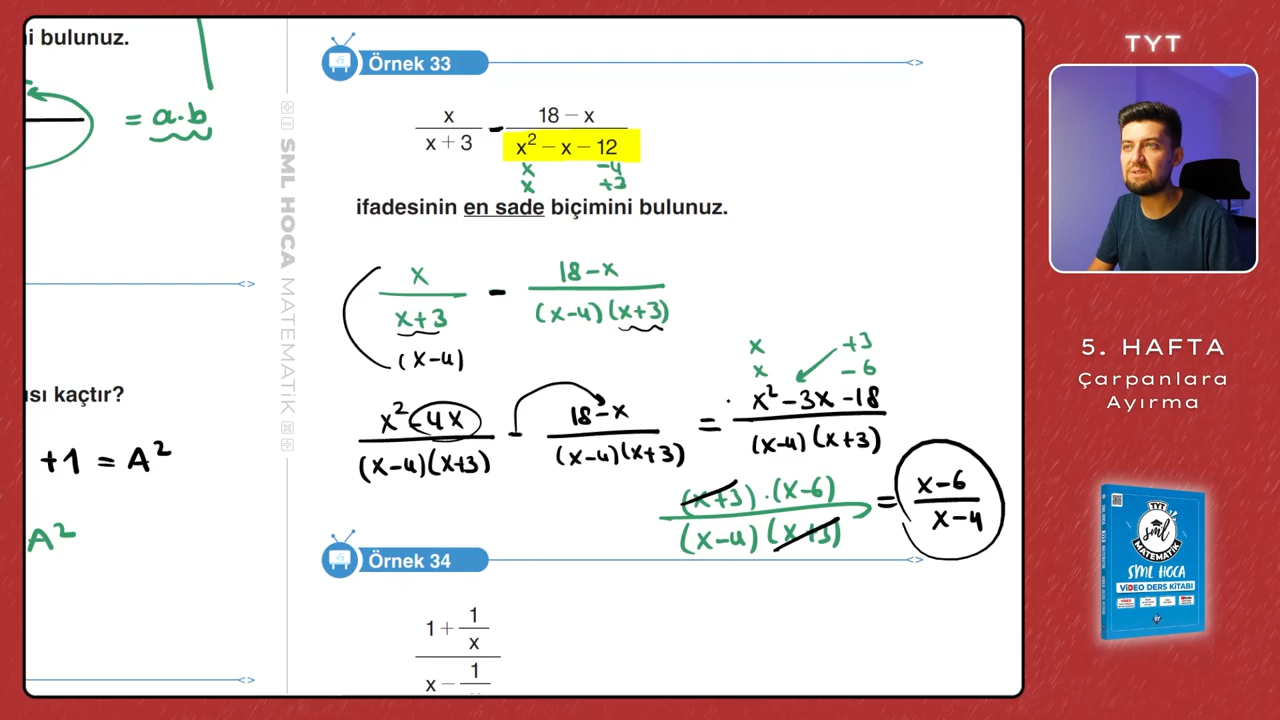 i bulunuz.
= a.b
sı kaçtır?
+1 = A²
A²
SML HOCA MATEMATİK
Örnek 33
x / x + 3 - 18 − x / x² − x − 12
x -4
x +3
ifadesinin en sade biçimini bulunuz.
x / x+3 - 18-x / (x-4)(x+3)
(x-4)
x +3
x -6
x²-4x / (x-4)(x+3) - 18-x / (x-4)(x+3) = x²-3x-18 / (x-4)(x+3)
(x+3).(x-6) / (x-4)(x+3) = x-6 / x-4
Örnek 34
1 + 1 / x
x − 1
TYT
5. HAFTA
Çarpanlara
Ayırma
TYT
sml
MATEMATİK
SML HOCA
VİDEO DERS KİTABI